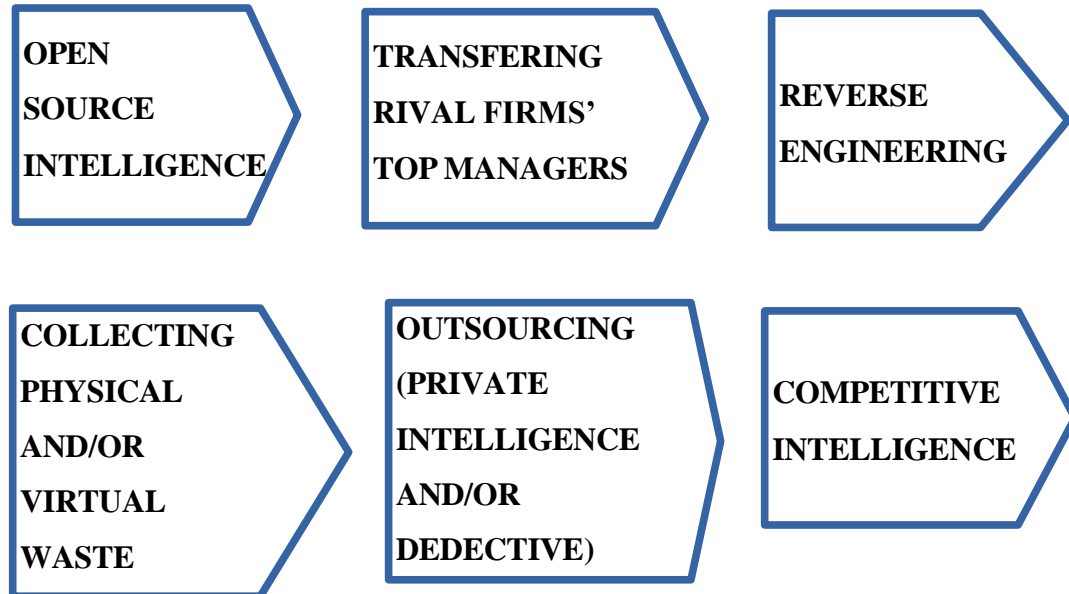 OPEN
SOURCE
INTELLIGENCE
TRANSFERING
RIVAL FIRMS’
TOP MANAGERS
REVERSE
ENGINEERING
COLLECTING
PHYSICAL
AND/OR
VIRTUAL
WASTE
OUTSOURCING
(PRIVATE
INTELLIGENCE
AND/OR
DEDECTIVE)
COMPETITIVE
INTELLIGENCE